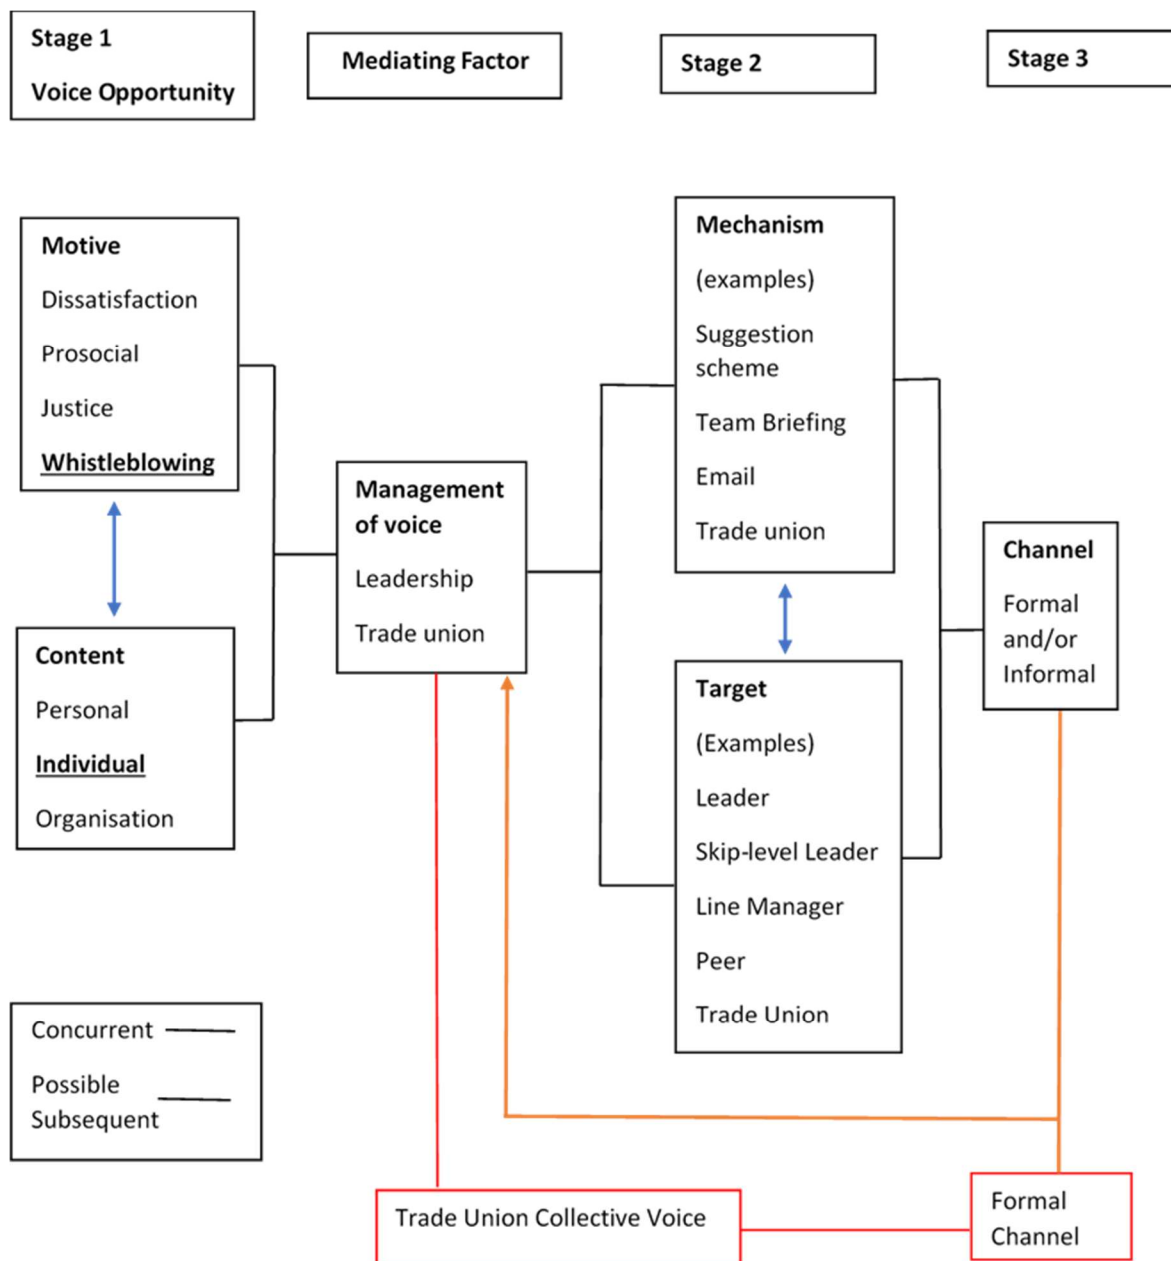 Stage 1
Voice Opportunity
Mediating Factor
Stage 2
Stage 3
Motive
Dissatisfaction
Prosocial
Justice
Whistleblowing
Content
Personal
Individual
Organisation
Management
of voice
Leadership
Trade union
Mechanism
(examples)
Suggestion
scheme
Team Briefing
Email
Trade union
Target
(Examples)
Leader
Skip-level Leader
Line Manager
Peer
Trade Union
Channel
Formal
and/or
Informal
Concurrent
Possible
Subsequent
Trade Union Collective Voice
Formal
Channel